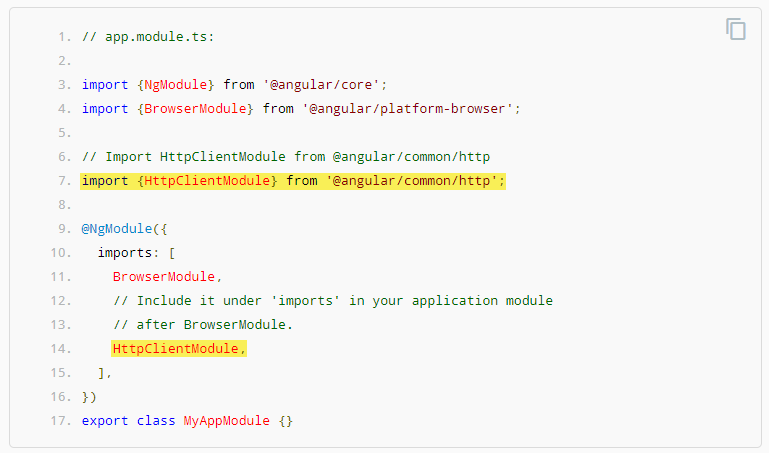 1. // app.module.ts:
2.
3. import {NgModule} from '@angular/core';
4. import {BrowserModule} from '@angular/platform-browser';
5.
6. // Import HttpClientModule from @angular/common/http
7. import {HttpClientModule} from '@angular/common/http';
8.
9. @NgModule({
10.   imports: [
11.     BrowserModule,
12.     // Include it under 'imports' in your application module
13.     // after BrowserModule.
14.     HttpClientModule,
15.   ],
16. })
17. export class MyAppModule {}